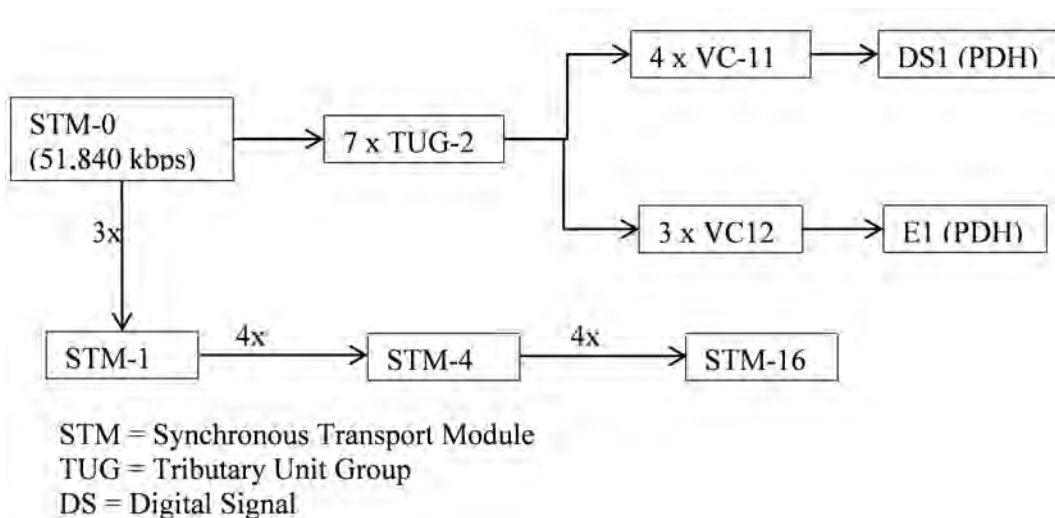 4 x VC-11
DS1 (PDH)
STM-0
(51.840 kbps)
7 x TUG-2
3x
3 x VC12
E1 (PDH)
4x
4x
STM-1
STM-4
STM-16
STM = Synchronous Transport Module
TUG = Tributary Unit Group
DS = Digital Signal